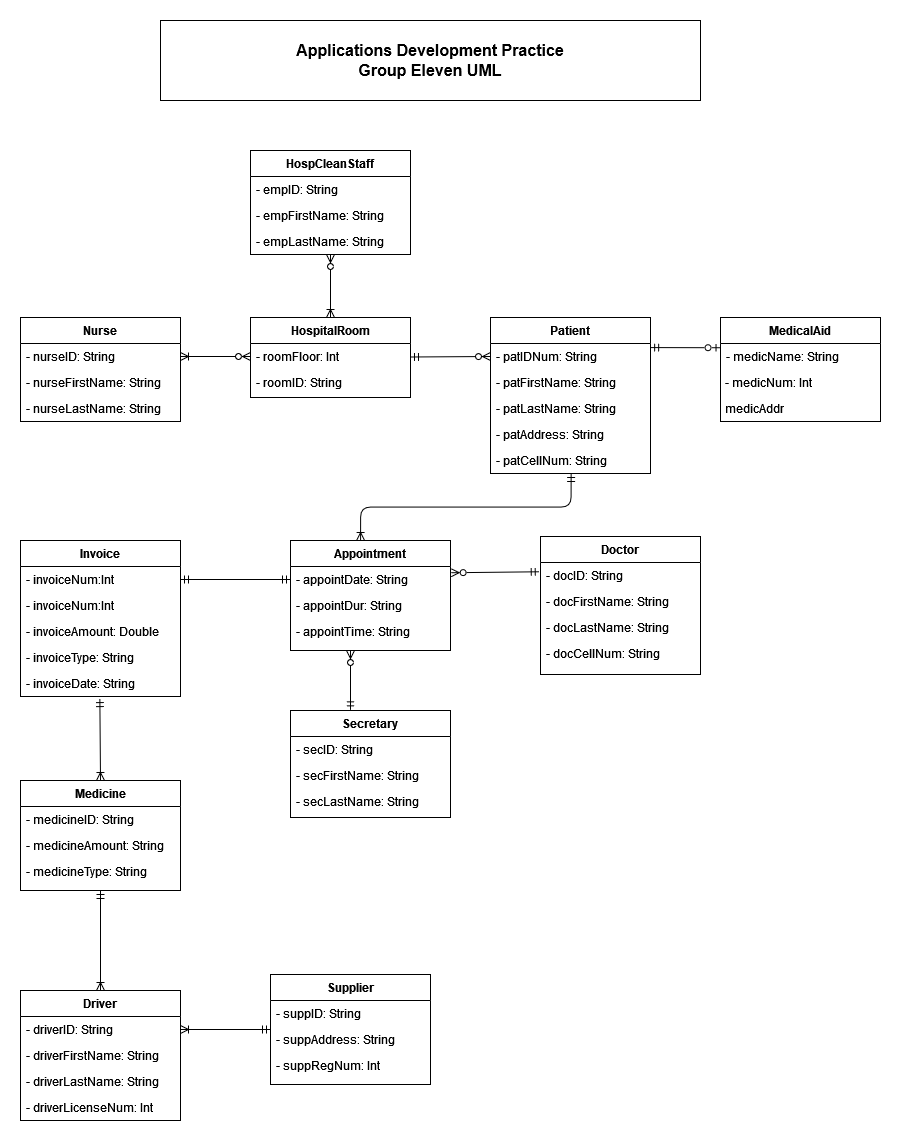 Applications Development Practice
Group Eleven UML
HospCleanStaff
- empID: String
- empFirstName: String
- empLastName: String
Nurse
- nurseID: String
- nurseFirstName: String
- nurseLastName: String
HospitalRoom
- roomFloor: Int
- roomID: String
Patient
- patIDNum: String
- patFirstName: String
- patLastName: String
- patAddress: String
- patCellNum: String
MedicalAid
- medicName: String
- medicNum: Int
medicAddr
Invoice
- invoiceNum:Int
- invoiceNum:Int
- invoiceAmount: Double
- invoiceType: String
- invoiceDate: String
Appointment
- appointDate: String
- appointDur: String
- appointTime: String
Doctor
- docID: String
- docFirstName: String
- docLastName: String
- docCellNum: String
Secretary
- secID: String
- secFirstName: String
- secLastName: String
Medicine
- medicineID: String
- medicineAmount: String
- medicineType: String
Driver
- driverID: String
- driverFirstName: String
- driverLastName: String
- driverLicenseNum: Int
Supplier
- suppID: String
- suppAddress: String
- suppRegNum: Int